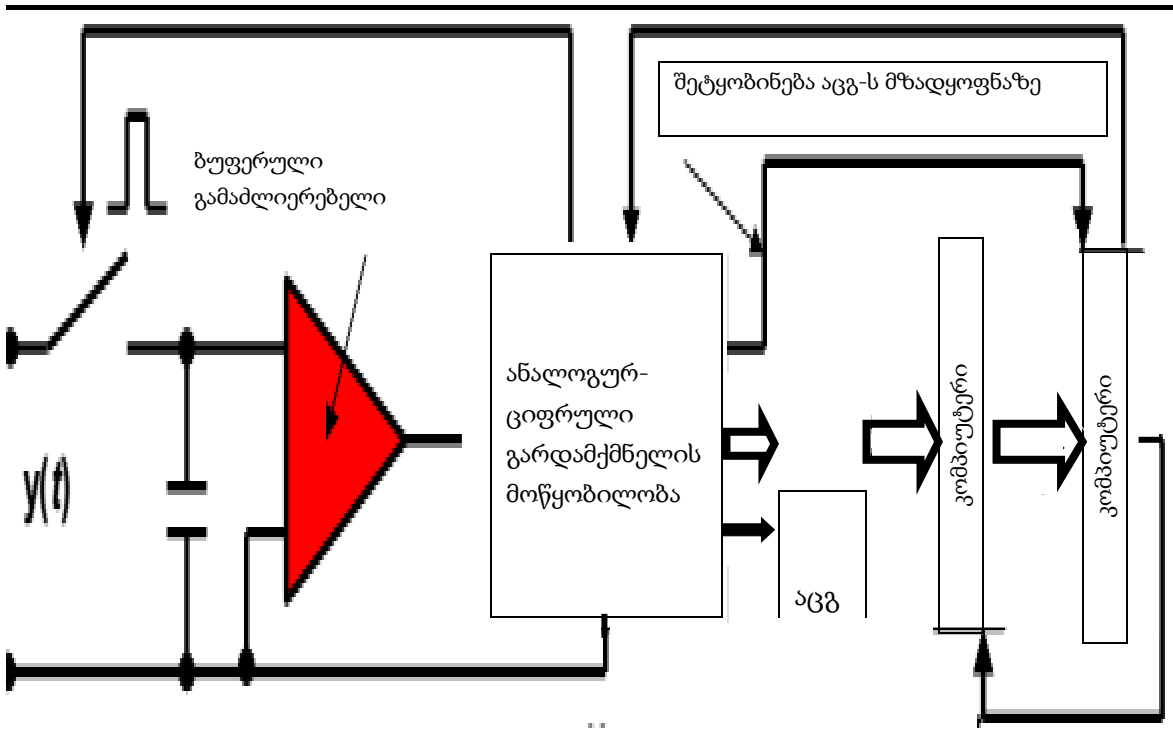 შეტყობინება აცგ-ს მზადყოფნაზე
ბუფერული
გამაძლიერებელი
ანალოგურ-
ციფრული
გარდამქმნელის
მოწყობილობა
კომპიუტერი
კომპიუტერი
y(t)
აცგ